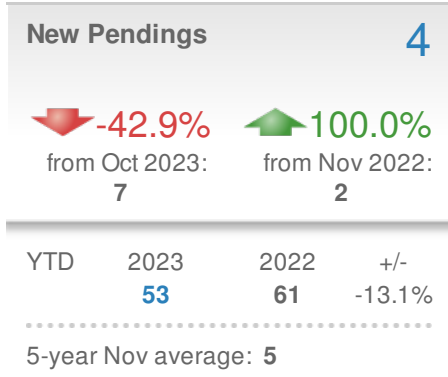 New Pendings 4
-42.9% 100.0%
from Oct 2023: from Nov 2022:
7 2
YTD 2023 2022 +/-
53 61 -13.1%
5-year Nov average: 5